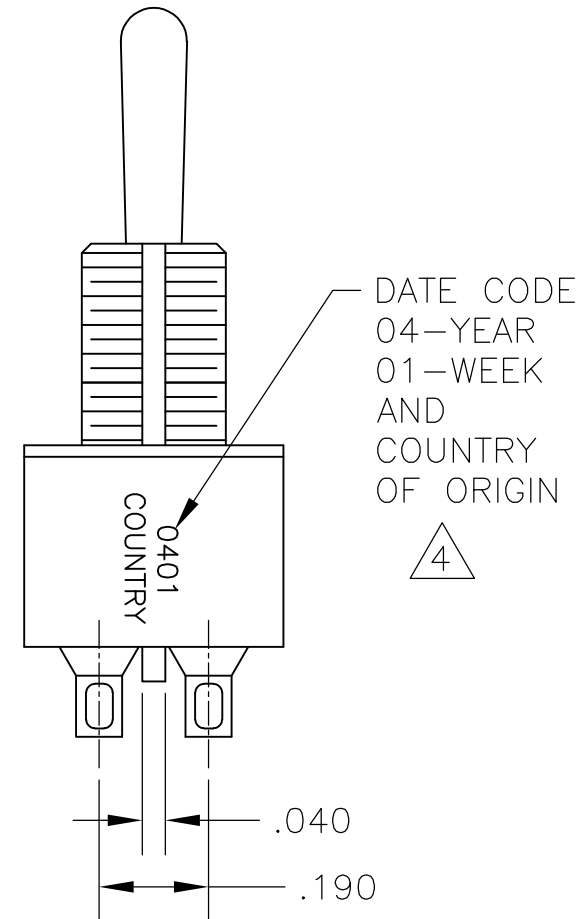 DATE CODE
04-YEAR
01-WEEK
AND
COUNTRY
OF ORIGIN
4
0401
COUNTRY
.040
.190